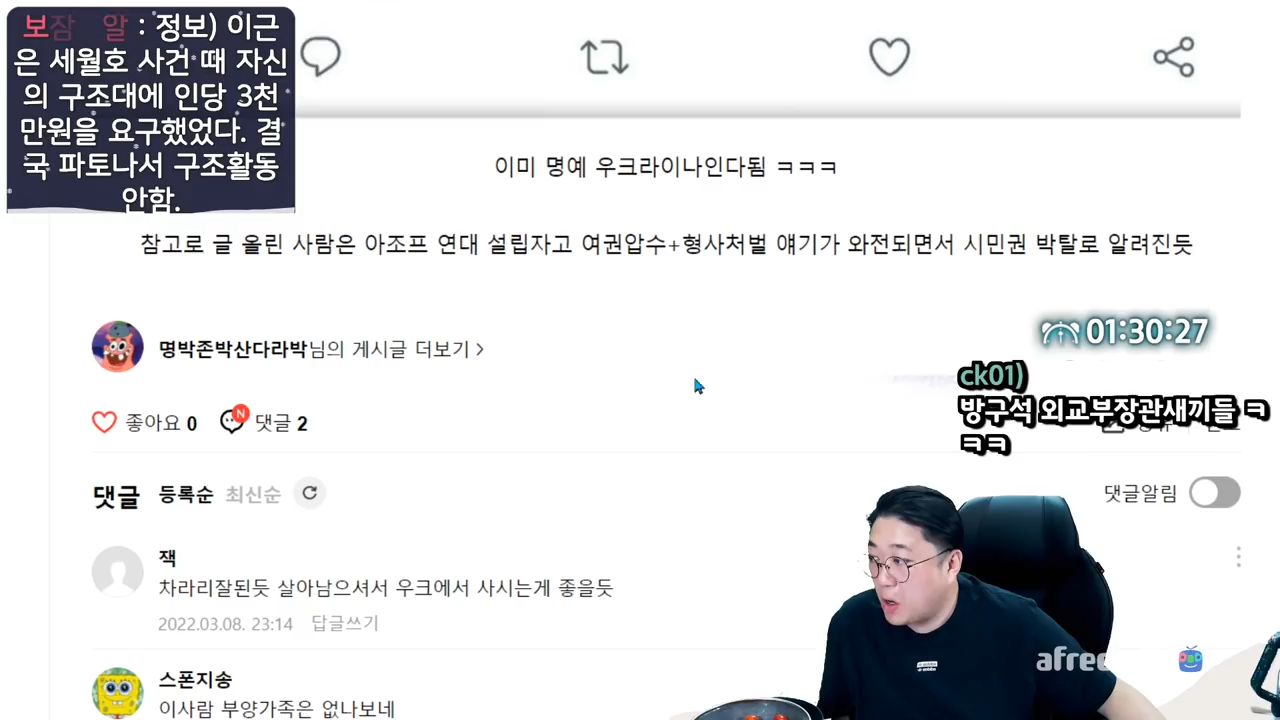 보잠 알 : 정보) 이근
은 세월호 사건 때 자신
의 구조대에 인당 3천
만원을 요구했었다. 결
국 파토나서 구조활동
안함.
이미 명예 우크라이나인다됨 ㅋㅋㅋ
참고로 글 올린 사람은 아조프 연대 설립자고 여권압수+형사처벌 얘기가 와전되면서 시민권 박탈로 알려진듯
01:30:27
명박존박산다라박님의 게시글 더보기
ck01)
방구석 외교부장관새끼들 ㅋ
ㅋㅋ
좋아요 0 N 댓글 2
댓글 등록순 최신순
댓글알림
잭
차라리잘된듯 살아남으셔서 우크에서 사시는게 좋을듯
2022.03.08. 23:14 답글쓰기
스폰지송
이사람 부양가족은 없나보네